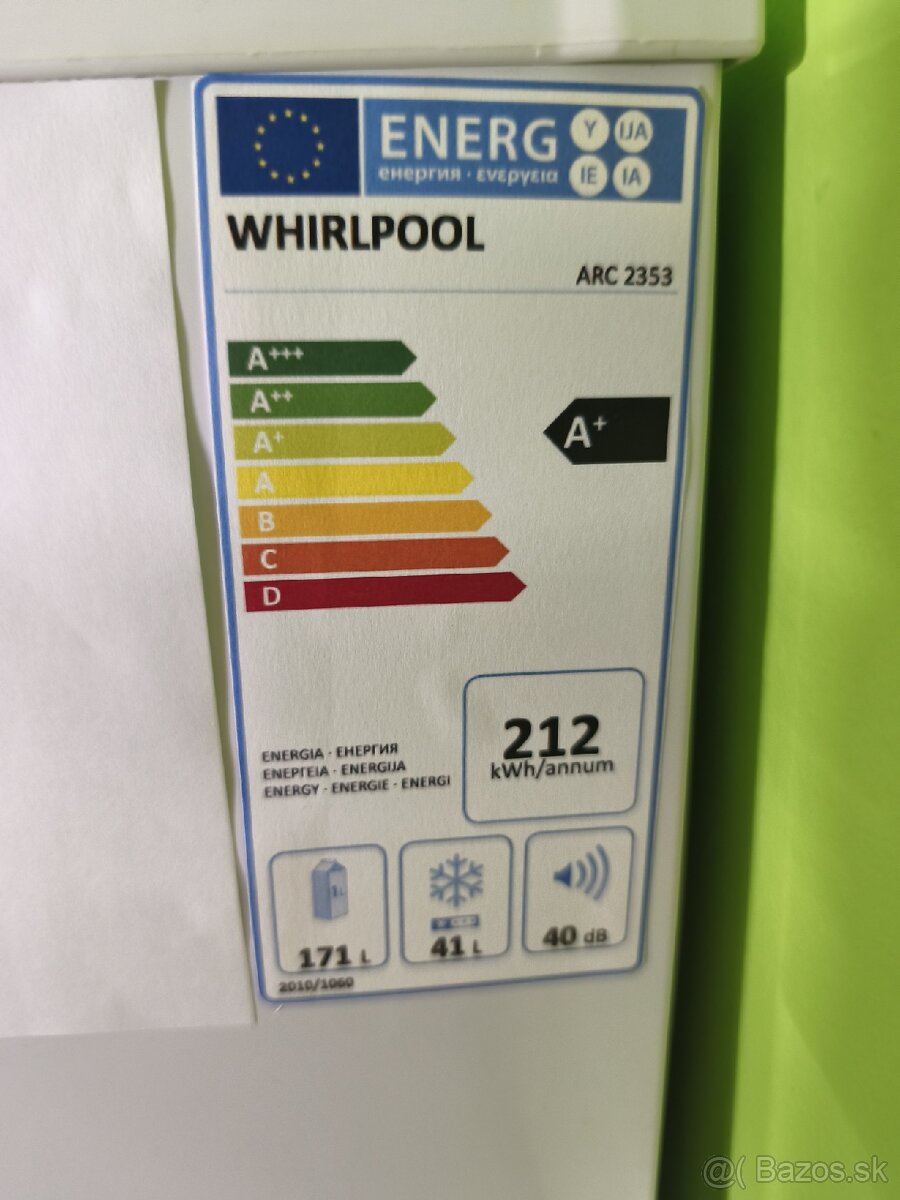 ENERG Y IJA
енергия · ενεργεια IE IA
WHIRLPOOL
ARC 2353
A+++
A++
A+
A+
A
B
C
D
212
kWh/annum
ENERGIA · ЕНЕРГИЯ
ΕΝΕΡΓΕΙΑ · ENERGIJA
ENERGY · ENERGIE · ENERGI
171 L
41 L
40 dB
2010/1060
@( Bazos.sk